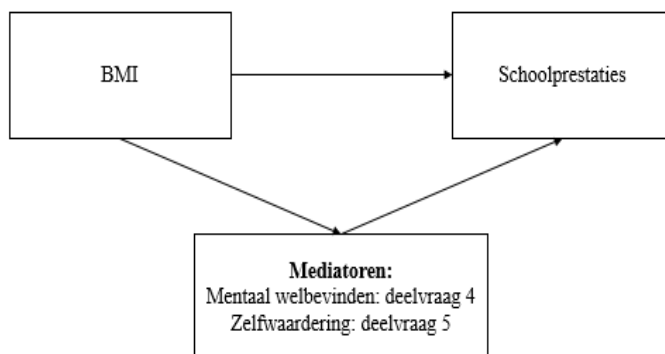 BMI
Schoolprestaties
Mediatoren:
Mentaal welbevinden: deelvraag 4
Zelfwaardering: deelvraag 5